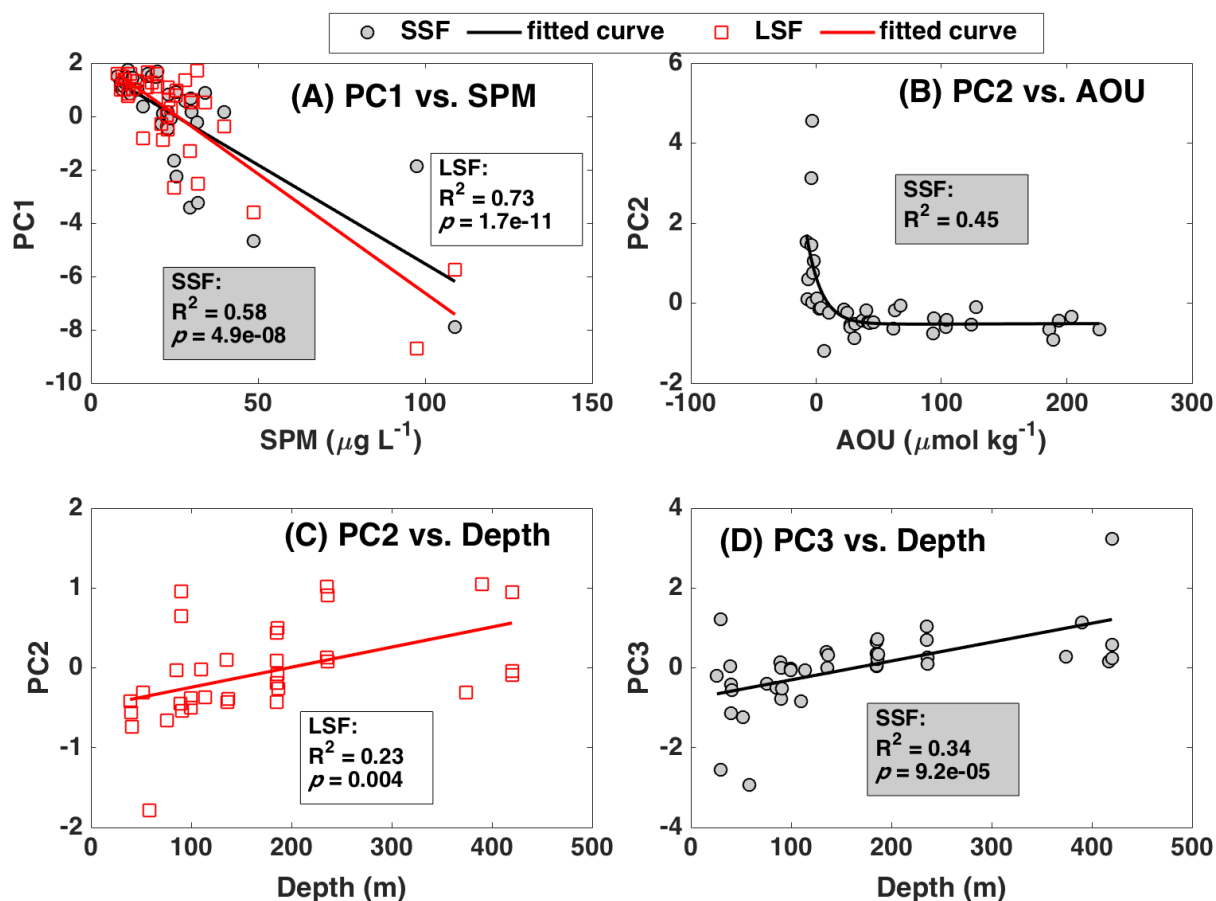 SSF fitted curve LSF fitted curve
(A) PC1 vs. SPM
2
0
-2
-4
-6
-8
-10
PC1
LSF:
R² = 0.73
p = 1.7e-11
SSF:
R² = 0.58
p = 4.9e-08
0 50 100 150
SPM (μg L⁻¹)
(B) PC2 vs. AOU
6
4
2
0
-2
PC2
SSF:
R² = 0.45
-100 0 100 200 300
AOU (μmol kg⁻¹)
(C) PC2 vs. Depth
2
1
0
-1
-2
PC2
LSF:
R² = 0.23
p = 0.004
0 100 200 300 400 500
Depth (m)
(D) PC3 vs. Depth
4
2
0
-2
-4
PC3
SSF:
R² = 0.34
p = 9.2e-05
0 100 200 300 400 500
Depth (m)